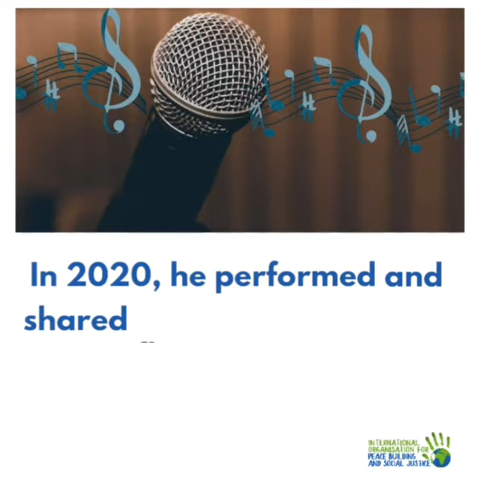 In 2020, he performed and
shared
INTERNATIONAL
ORGANISATION FOR
PEACE BUILDING
AND SOCIAL JUSTICE